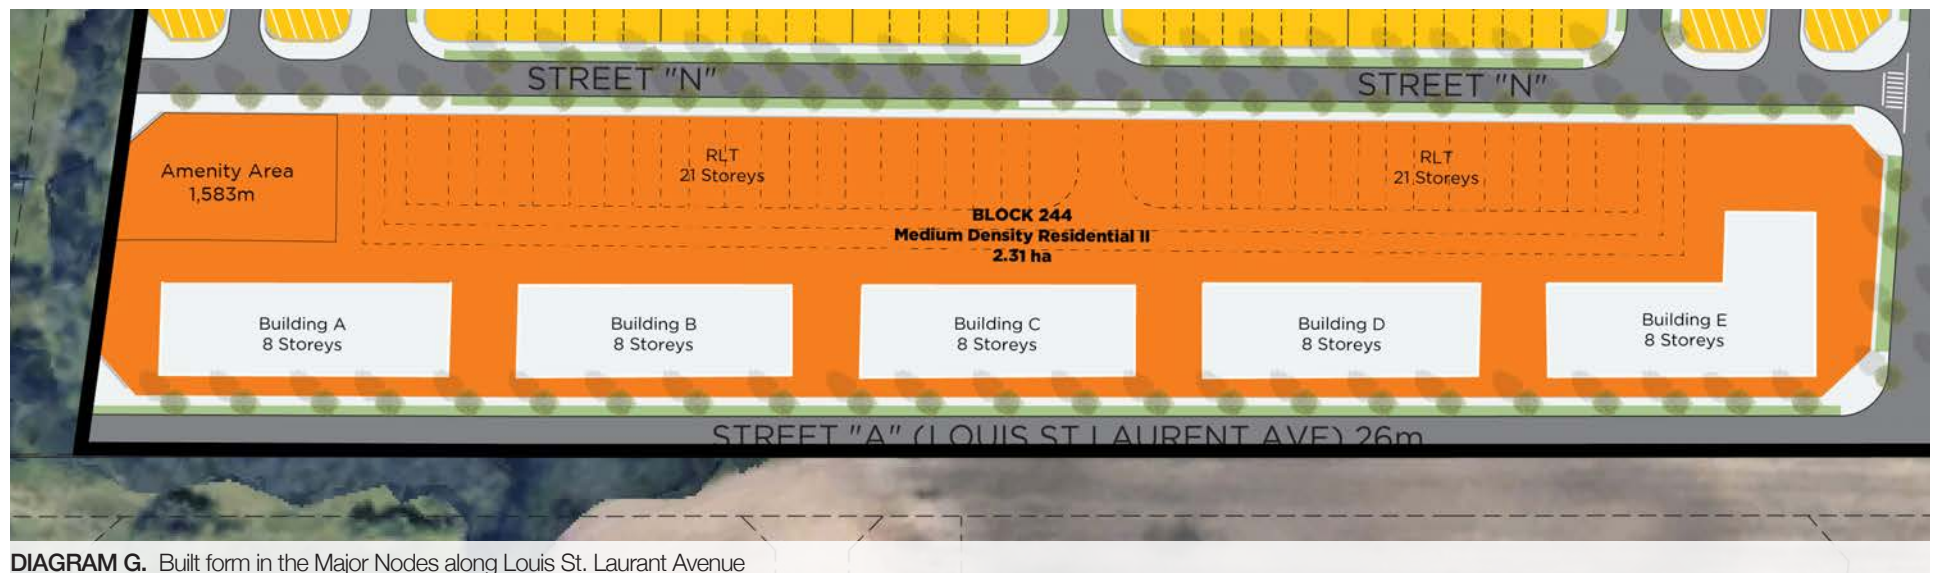 STREET "N"
STREET "N"
Amenity Area
1,583m
RLT
21 Storeys
RLT
21 Storeys
BLOCK 244
Medium Density Residential II
2.31 ha
Building A
8 Storeys
Building B
8 Storeys
Building C
8 Storeys
Building D
8 Storeys
Building E
8 Storeys
STREET "A" (LOUIS ST LAURENT AVE) 26m
DIAGRAM G. Built form in the Major Nodes along Louis St. Laurant Avenue